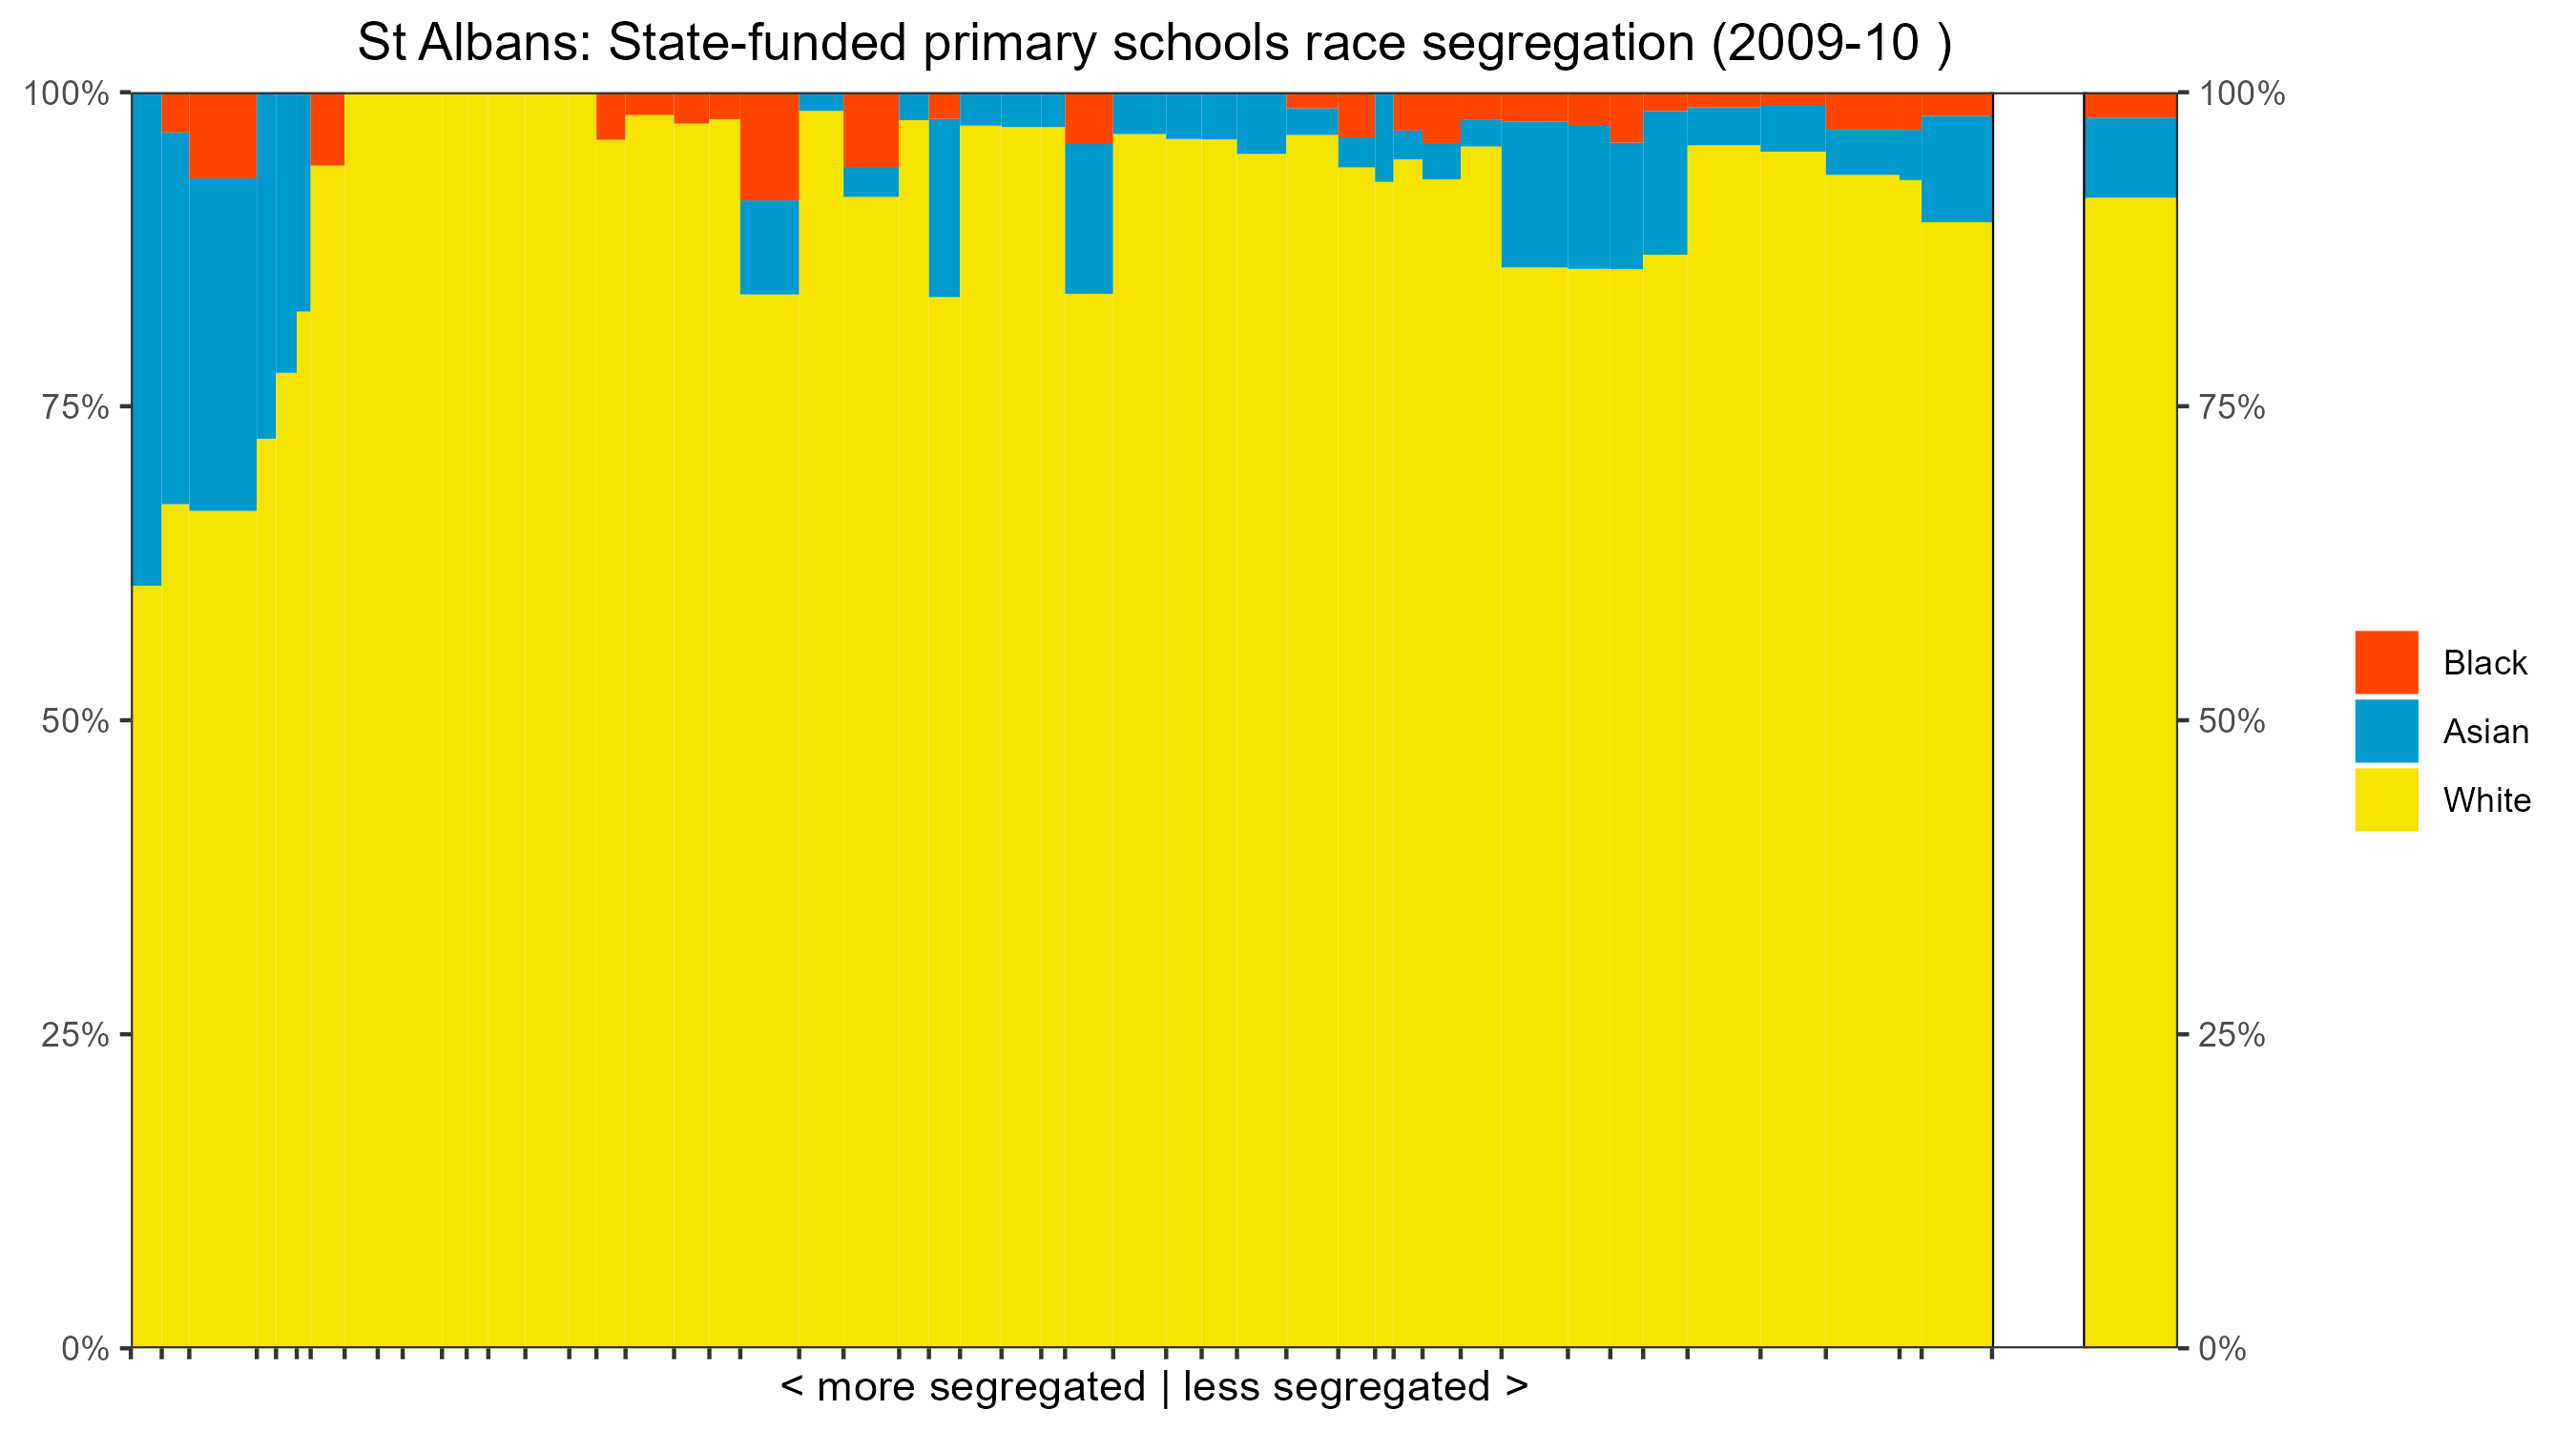 St Albans: State-funded primary schools race segregation (2009-10 )
100%
75%
50%
25%
0%
100%
75%
50%
25%
0%
Black
Asian
White
< more segregated | less segregated >